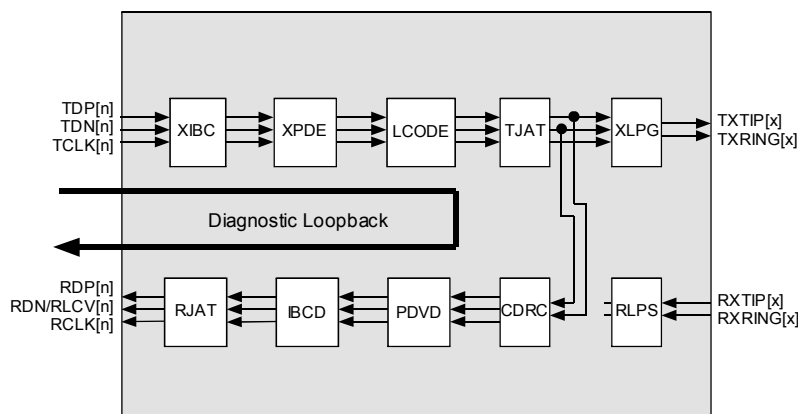 TDP[n]
TDN[n]
TCLK[n]
XIBC
XPDE
LCODE
TJAT
XLPG
TXTIP[x]
TXRING[x]
Diagnostic Loopback
RDP[n]
RDN/RLCV[n]
RCLK[n]
RJAT
IBCD
PDVD
CDRC
RLPS
RXTIP[x]
RXRING[x]